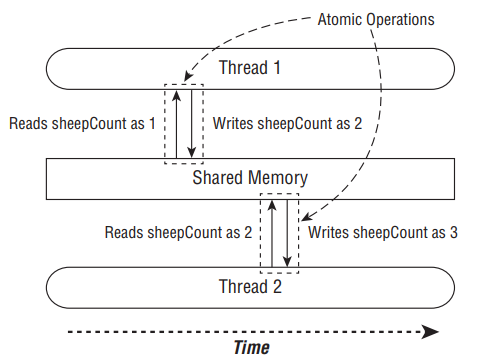 Atomic Operations
Thread 1
Reads sheepCount as 1
Writes sheepCount as 2
Shared Memory
Reads sheepCount as 2
Writes sheepCount as 3
Thread 2
Time